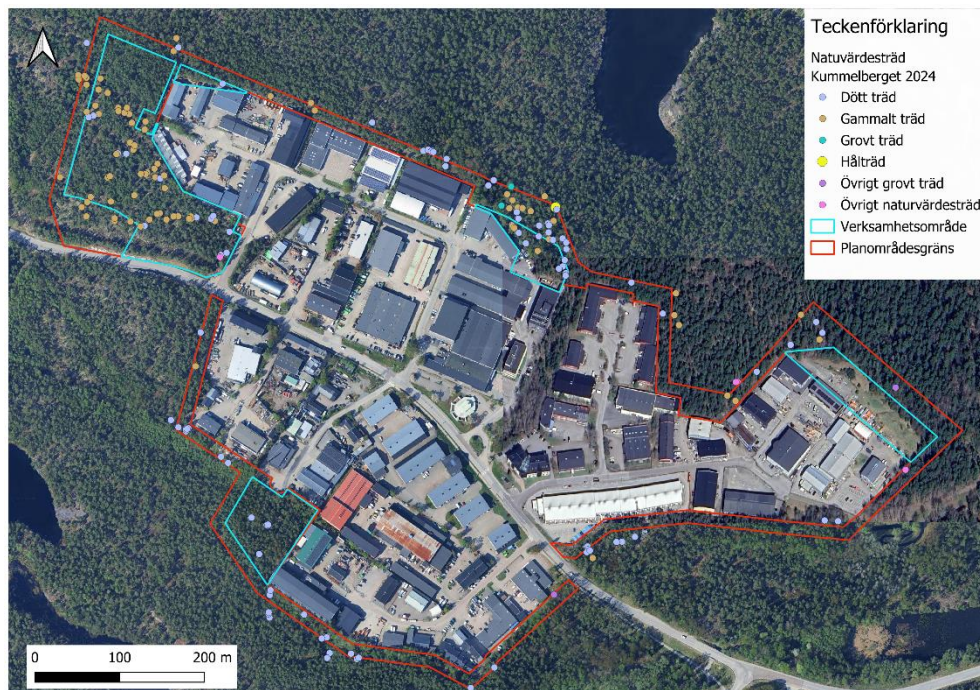 Teckenförklaring
Natuvärdesträd
Kummelberget 2024
Dött träd
Gammalt träd
Grovt träd
Hålträd
Övrigt grovt träd
Övrigt naturvärdesträd
Verksamhetsområde
Planområdesgräns
0 100 200 m